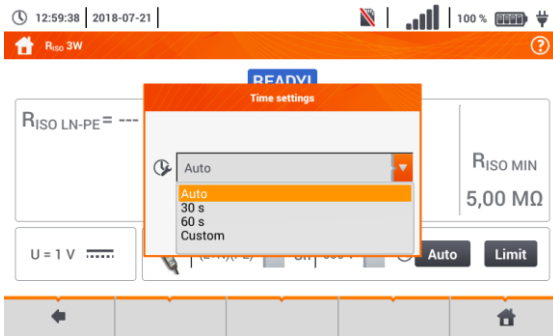 12:59:38 2018-07-21 100 %
RISO 3W
READY!
Time settings
RISO LN-PE= ---
Auto
Auto
30 s
60 s
Custom
RISO MIN
5,00 MΩ
U = 1 V
Auto
Limit